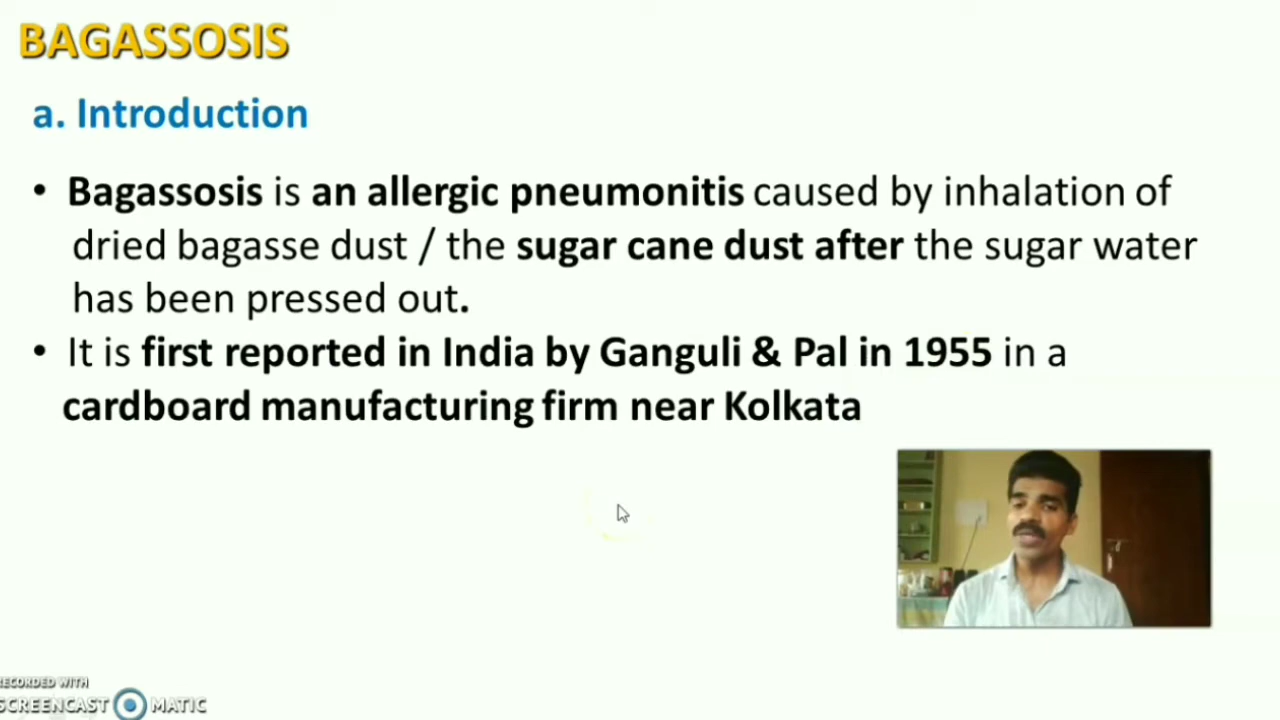 BAGASSOSIS
a. Introduction
• Bagassosis is an allergic pneumonitis caused by inhalation of
dried bagasse dust / the sugar cane dust after the sugar water
has been pressed out.
• It is first reported in India by Ganguli & Pal in 1955 in a
cardboard manufacturing firm near Kolkata
RECORDED WITH
SCREENCAST MATIC